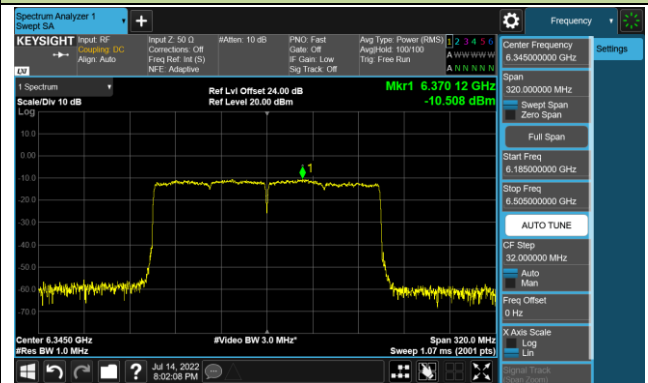 Spectrum Analyzer 1
Swept SA
+
Frequency
KEYSIGHT
Input: RF
Coupling: DC
Align: Auto
Input Z: 50 Ω
Corrections: Off
Freq Ref: Int (S)
NFE: Adaptive
#Atten: 10 dB
PNO: Fast
Gate: Off
IF Gain: Low
Sig Track: Off
Avg Type: Power (RMS)
Avg|Hold: 100/100
Trig: Free Run
1 2 3 4 5 6
A W W W W W
A N N N N N
LXI
Center Frequency
6.345000000 GHz
Settings
Span
320.000000 MHz
Swept Span
Zero Span
Full Span
Start Freq
6.185000000 GHz
Stop Freq
6.505000000 GHz
AUTO TUNE
CF Step
32.000000 MHz
Auto
Man
Freq Offset
0 Hz
X Axis Scale
Log
Lin
Signal Track
(Span Zoom)
1 Spectrum
Scale/Div 10 dB
Log
Ref Lvl Offset 24.00 dB
Ref Level 20.00 dBm
Mkr1 6.370 12 GHz
-10.508 dBm
10.0
0.00
-10.0
-20.0
-30.0
-40.0
-50.0
-60.0
-70.0
1
Center 6.3450 GHz
#Res BW 1.0 MHz
#Video BW 3.0 MHz*
Span 320.0 MHz
Sweep 1.07 ms (2001 pts)
?
Jul 14, 2022
8:02:08 PM